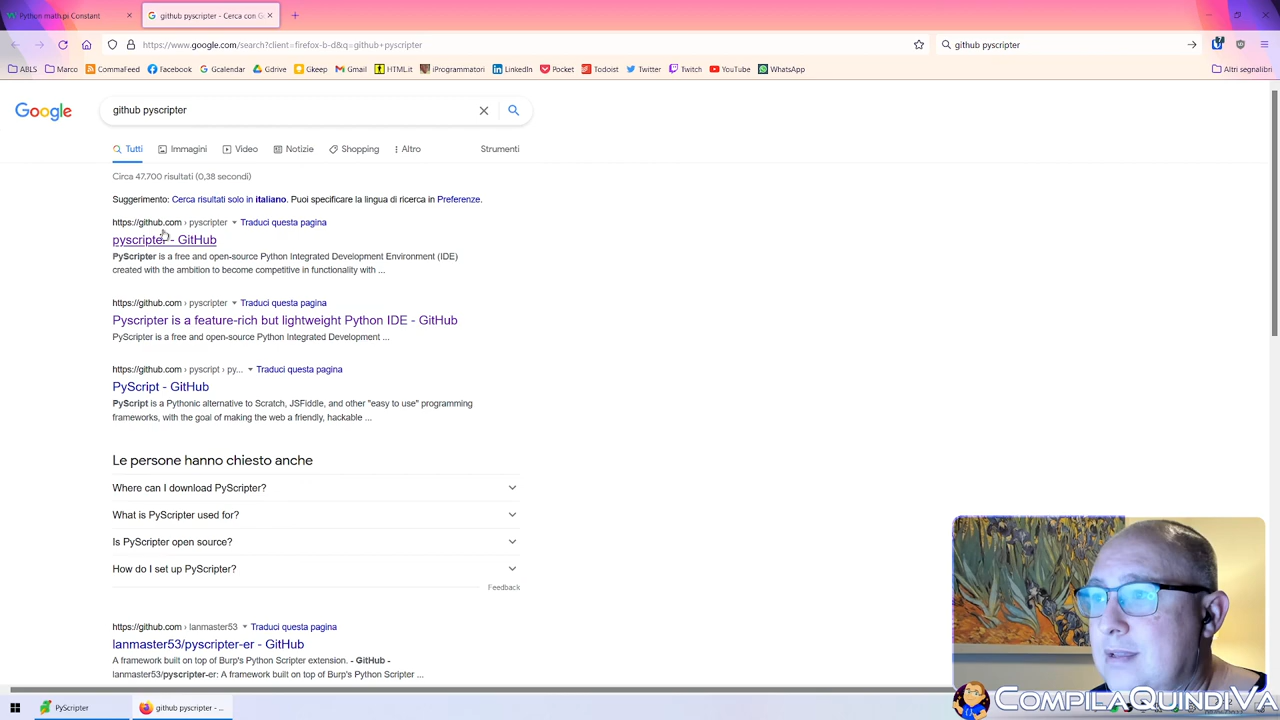 Python math.pi Constant
github pyscripter - Cerca con G
https://www.google.com/search?client=firefox-b-d&q=github+pyscripter
github pyscripter
ABLS Marco CommaFeed Facebook Gcalendar Gdrive Gkeep Gmail HTML.it iProgrammatori LinkedIn Pocket Todoist Twitter Twitch YouTube WhatsApp Altri segnalibri
Google
github pyscripter
Tutti Immagini Video Notizie Shopping Altro Strumenti
Circa 47.700 risultati (0,38 secondi)
Suggerimento: Cerca risultati solo in italiano. Puoi specificare la lingua di ricerca in Preferenze.
https://github.com › pyscripter Traduci questa pagina
pyscripter - GitHub
PyScripter is a free and open-source Python Integrated Development Environment (IDE)
created with the ambition to become competitive in functionality with ...
https://github.com › pyscripter Traduci questa pagina
Pyscripter is a feature-rich but lightweight Python IDE - GitHub
PyScripter is a free and open-source Python Integrated Development ...
https://github.com › pyscript › py... Traduci questa pagina
PyScript - GitHub
PyScript is a Pythonic alternative to Scratch, JSFiddle, and other "easy to use" programming
frameworks, with the goal of making the web a friendly, hackable ...
Le persone hanno chiesto anche
Where can I download PyScripter?
What is PyScripter used for?
Is PyScripter open source?
How do I set up PyScripter?
Feedback
https://github.com › lanmaster53 Traduci questa pagina
lanmaster53/pyscripter-er - GitHub
A framework built on top of Burp's Python Scripter extension. - GitHub -
lanmaster53/pyscripter-er: A framework built on top of Burp's Python Scripter ...
PyScripter
github pyscripter - ...
CompilaQuindiVa